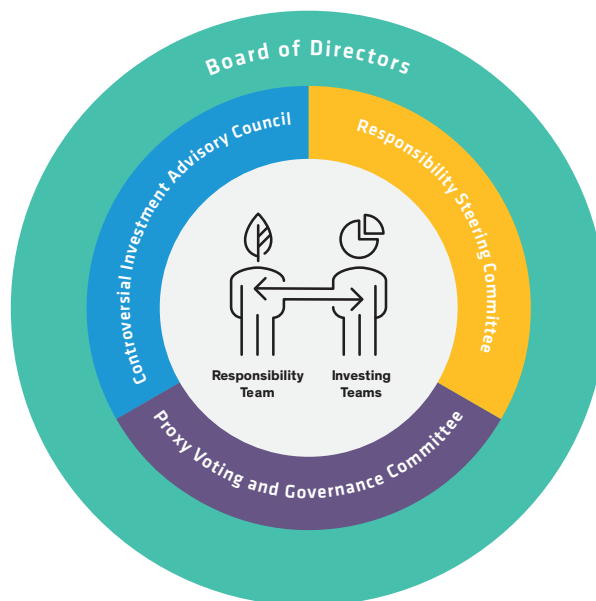 Board of Directors
Controversial Investment Advisory Council
Responsibility Steering Committee
Responsibility
Team
Investing
Teams
Proxy Voting and Governance Committee